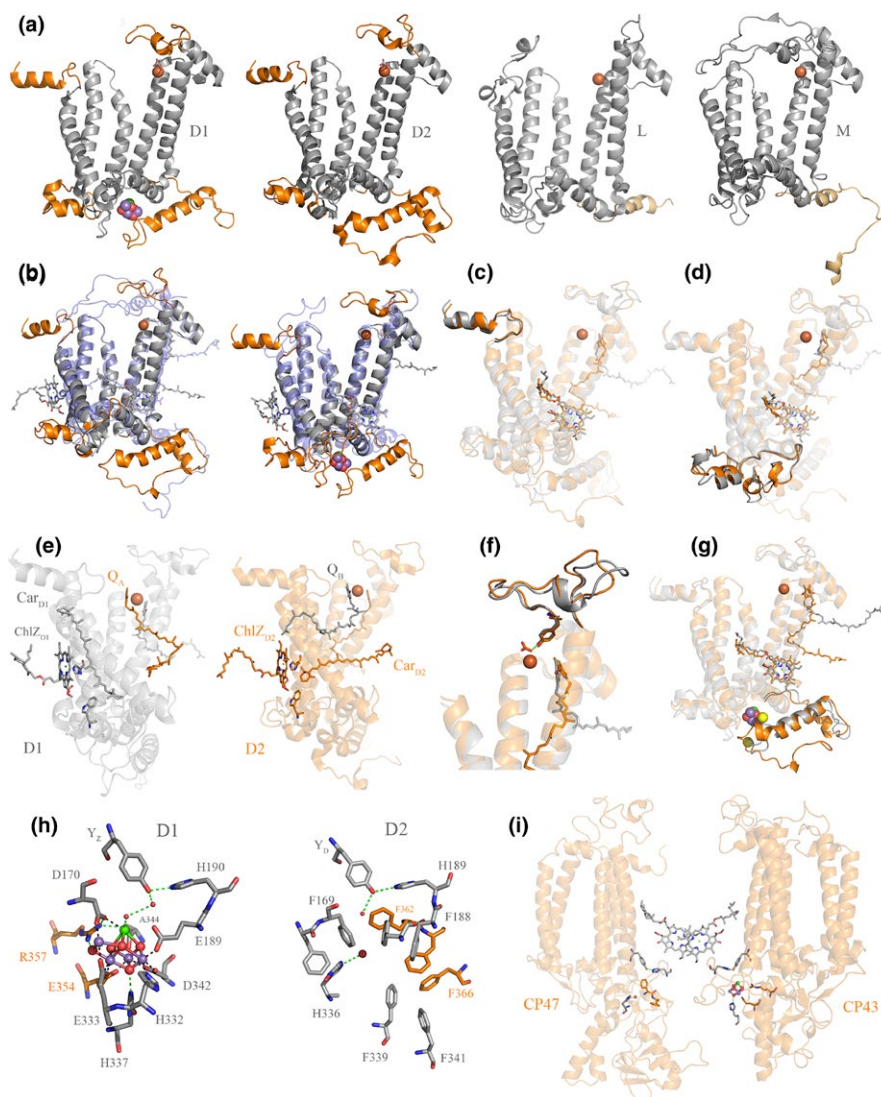 (a)
D1
D2
L
M
(b)
(c)
(d)
(e)
(f)
(g)
Q_A
Car_D1
ChlZ_D1
D1
Q_B
ChlZ_D2
Car_D2
D2
(h)
Y_Z
D1
D170
H190
A344
R357
E189
E354
D342
E333
H332
H337
D2
Y_D
H189
F169
F362
F188
F366
H336
F339
F341
(i)
CP47
CP43